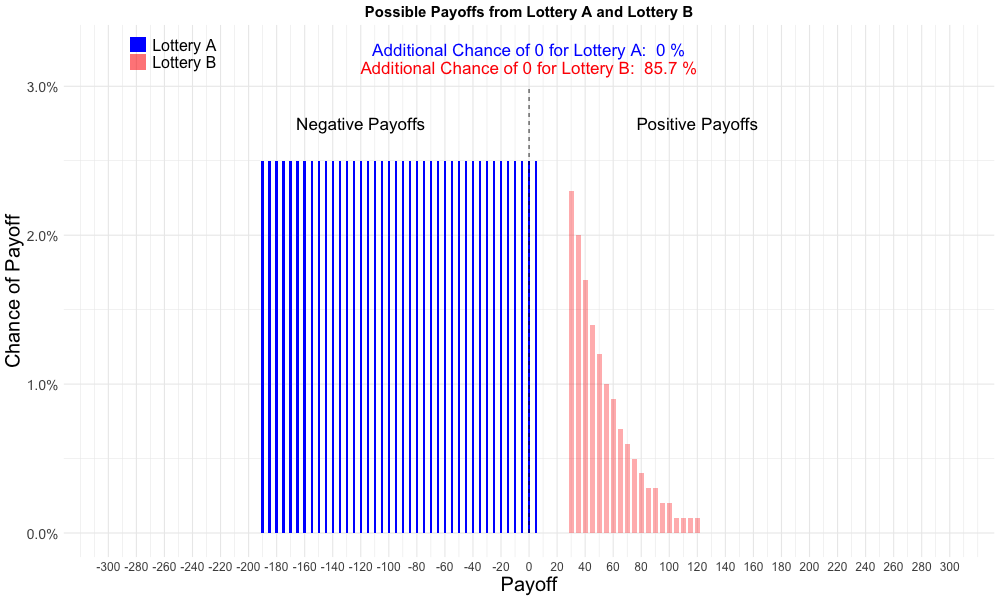 Possible Payoffs from Lottery A and Lottery B
Lottery A
Lottery B
Additional Chance of 0 for Lottery A:  0 %
Additional Chance of 0 for Lottery B:  85.7 %
Negative Payoffs
Positive Payoffs
Chance of Payoff
3.0%
2.0%
1.0%
0.0%
-300 -280 -260 -240 -220 -200 -180 -160 -140 -120 -100 -80 -60 -40 -20 0 20 40 60 80 100 120 140 160 180 200 220 240 260 280 300
Payoff